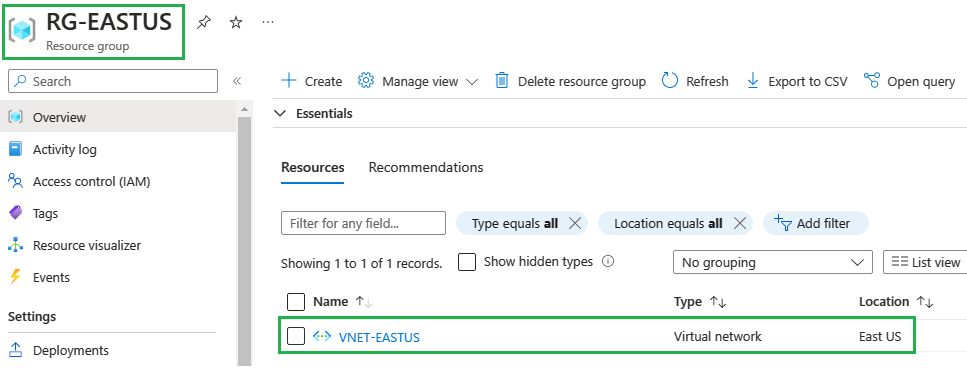 RG-EASTUS
Resource group
Search
Create Manage view Delete resource group Refresh Export to CSV Open query
Essentials
Overview
Activity log
Access control (IAM)
Tags
Resource visualizer
Events
Settings
Deployments
Resources Recommendations
Filter for any field... Type equals all Location equals all Add filter
Showing 1 to 1 of 1 records. Show hidden types No grouping List view
Name Type Location
VNET-EASTUS Virtual network East US